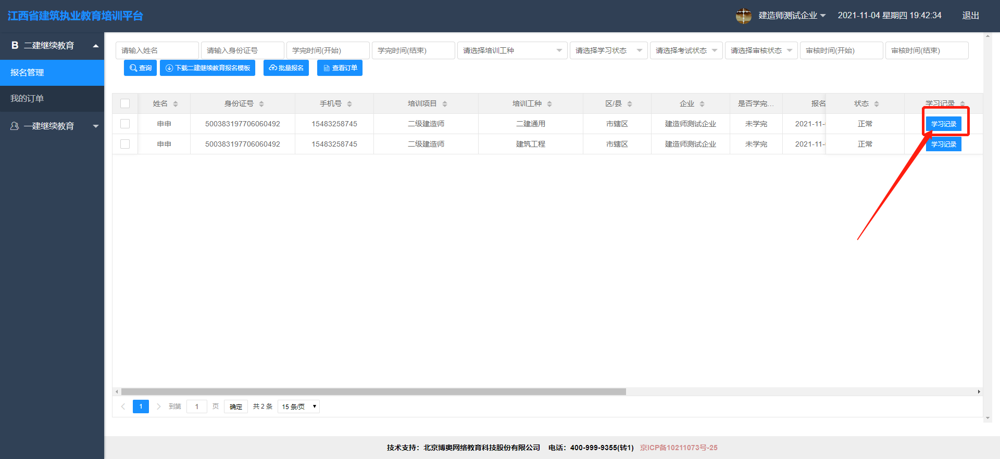 江西省建筑执业教育培训平台
建造师测试企业
2021-11-04 星期四 19:42:34
退出
B 二建继续教育
报名管理
我的订单
一建继续教育
请输入姓名 请输入身份证号 学完时间(开始) 学完时间(结束) 请选择培训工种 请选择学习状态 请选择考试状态 请选择审核状态 审核时间(开始) 审核时间(结束)
查询 下载二建继续教育报名模板 批量报名 查看订单
姓名 身份证号 手机号 培训项目 培训工种 区/县 企业 是否学完... 报名 状态 学习记录
申申 500383197706060492 15483258745 二级建造师 二建通用 市辖区 建造师测试企业 未学完 2021-11- 正常 学习记录
申申 500383197706060492 15483258745 二级建造师 建筑工程 市辖区 建造师测试企业 未学完 2021-11- 正常 学习记录
1 到第 1 页 确定 共 2 条 15 条/页
技术支持：北京博奥网络教育科技股份有限公司 电话：400-999-9355(转1) 京ICP备10211073号-25